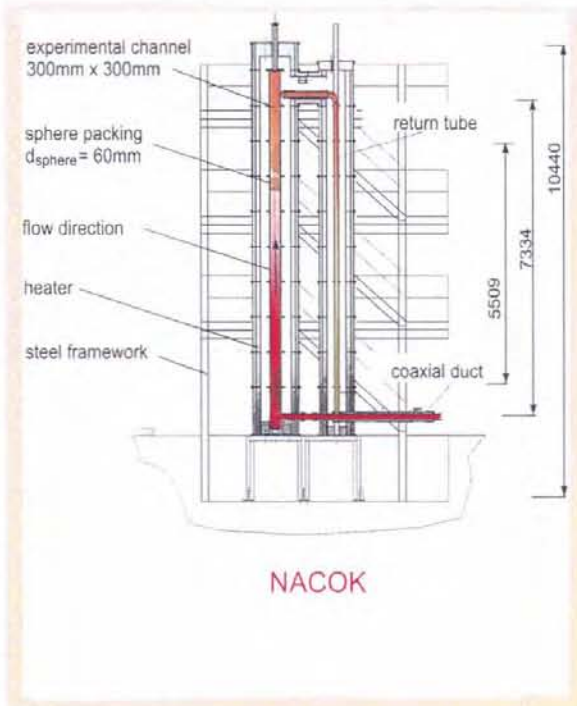 experimental channel
300mm x 300mm
sphere packing
dsphere = 60mm
flow direction
heater
steel framework
return tube
coaxial duct
5509
7334
10440
NACOK